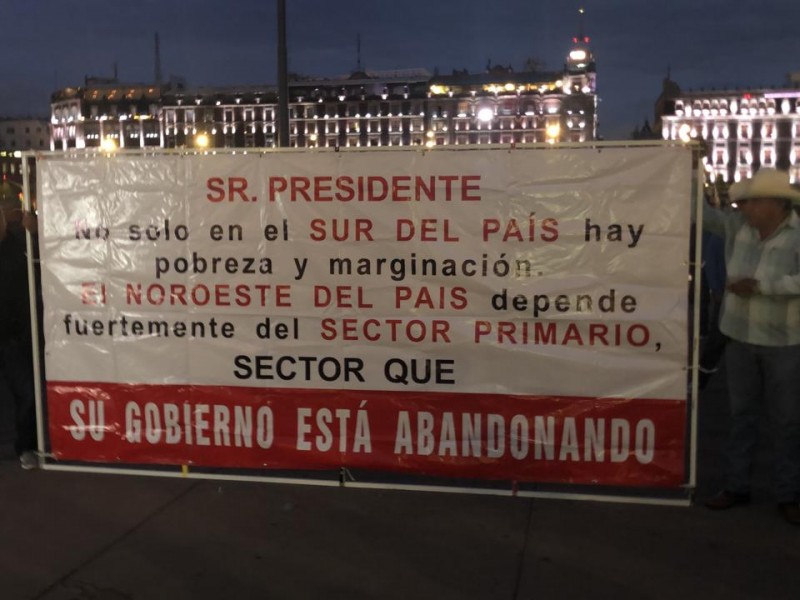 SR. PRESIDENTE
No sólo en el SUR DEL PAÍS hay
pobreza y marginación.
El NOROESTE DEL PAIS depende
fuertemente del SECTOR PRIMARIO,
SECTOR QUE
SU GOBIERNO ESTÁ ABANDONANDO